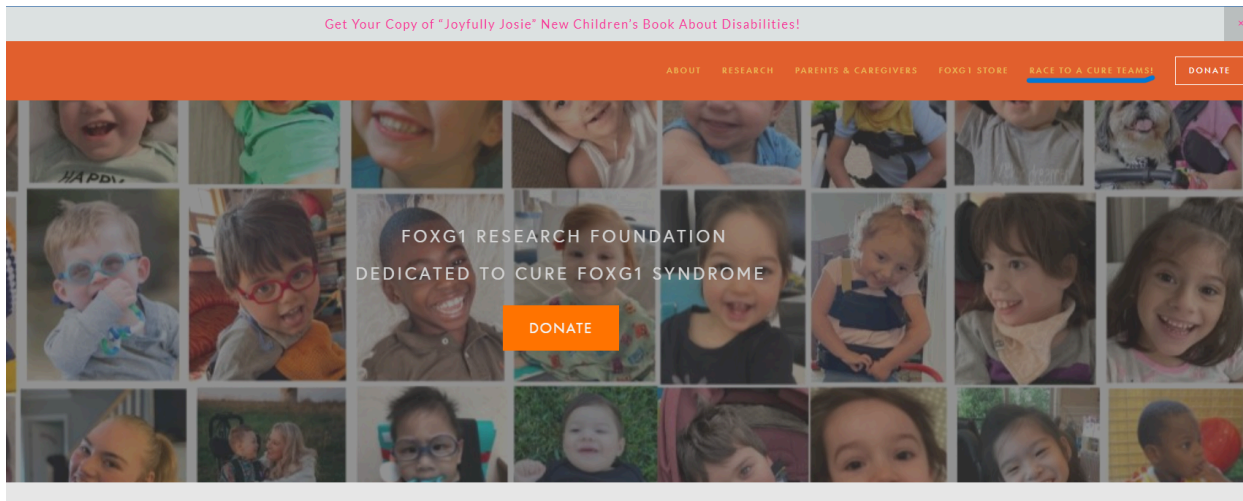 Get Your Copy of “Joyfully Josie” New Children's Book About Disabilities!
×
ABOUT RESEARCH PARENTS & CAREGIVERS FOXG1 STORE RACE TO A CURE TEAMS! DONATE
HAPPY
FOXG1 RESEARCH FOUNDATION
DEDICATED TO CURE FOXG1 SYNDROME
DONATE